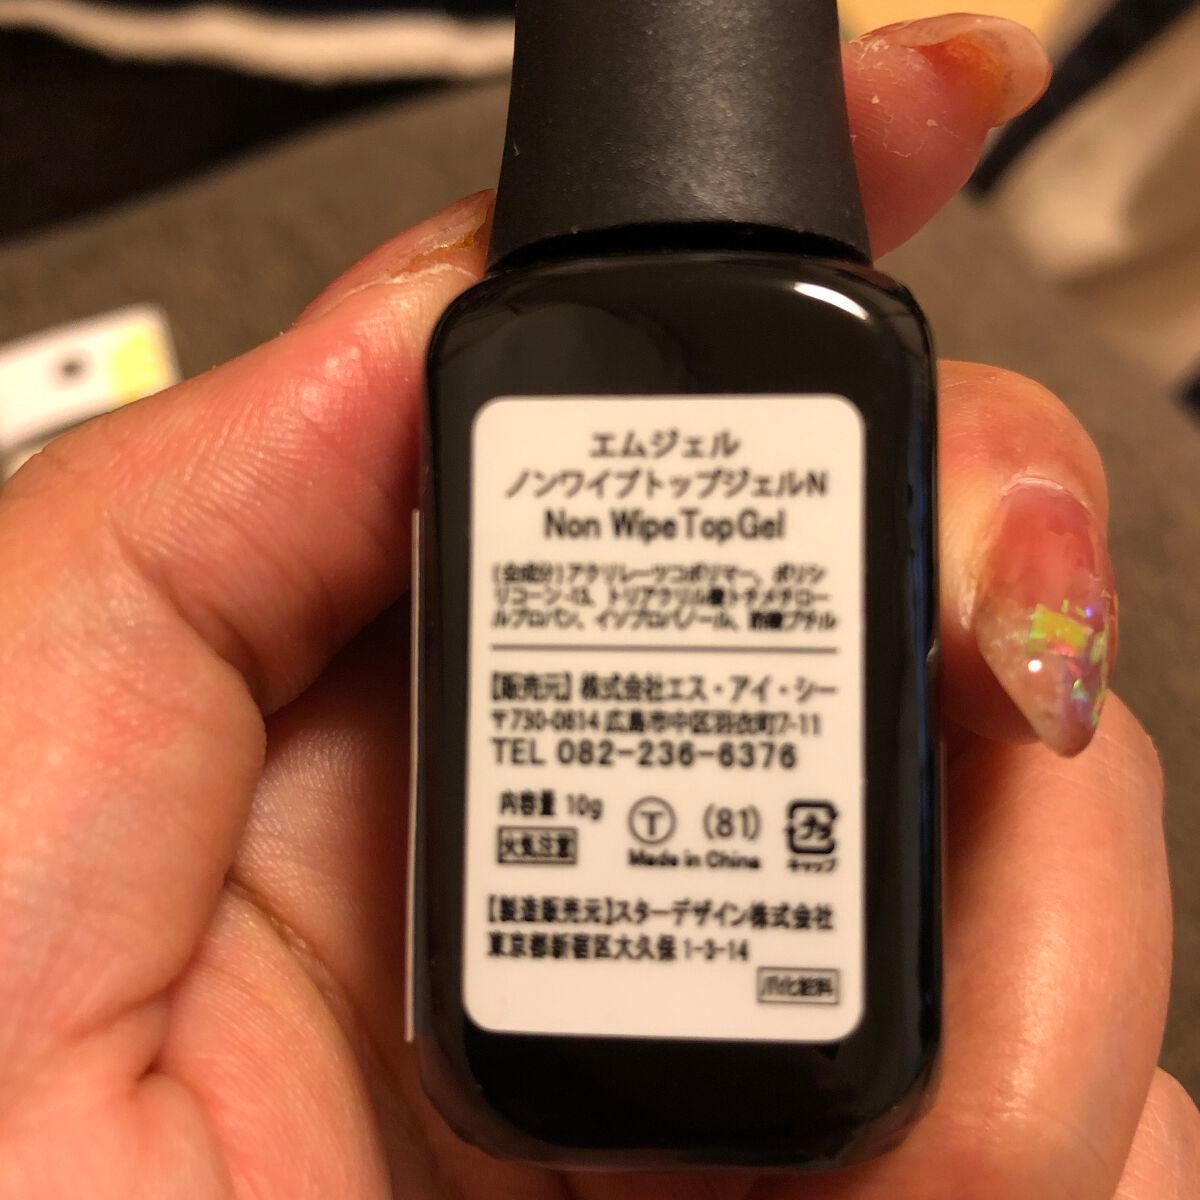 エムジェル
ノンワイプトップジェルN
Non Wipe Top Gel
(全成分)アクリレーツコポリマー、ポリシ
リコーン-13、トリアクリル酸トチメチロー
ルプロパン、イソプロパノール、酢酸ブチル
【販売元】株式会社エス・アイ・シー
〒730-0814 広島市中区羽衣町7-11
TEL 082-236-6376
内容量 10g
火気注意
T (81)
Made in China
キャップ
【製造販売元】スターデザイン株式会社
東京都新宿区大久保1-3-14
爪化粧料